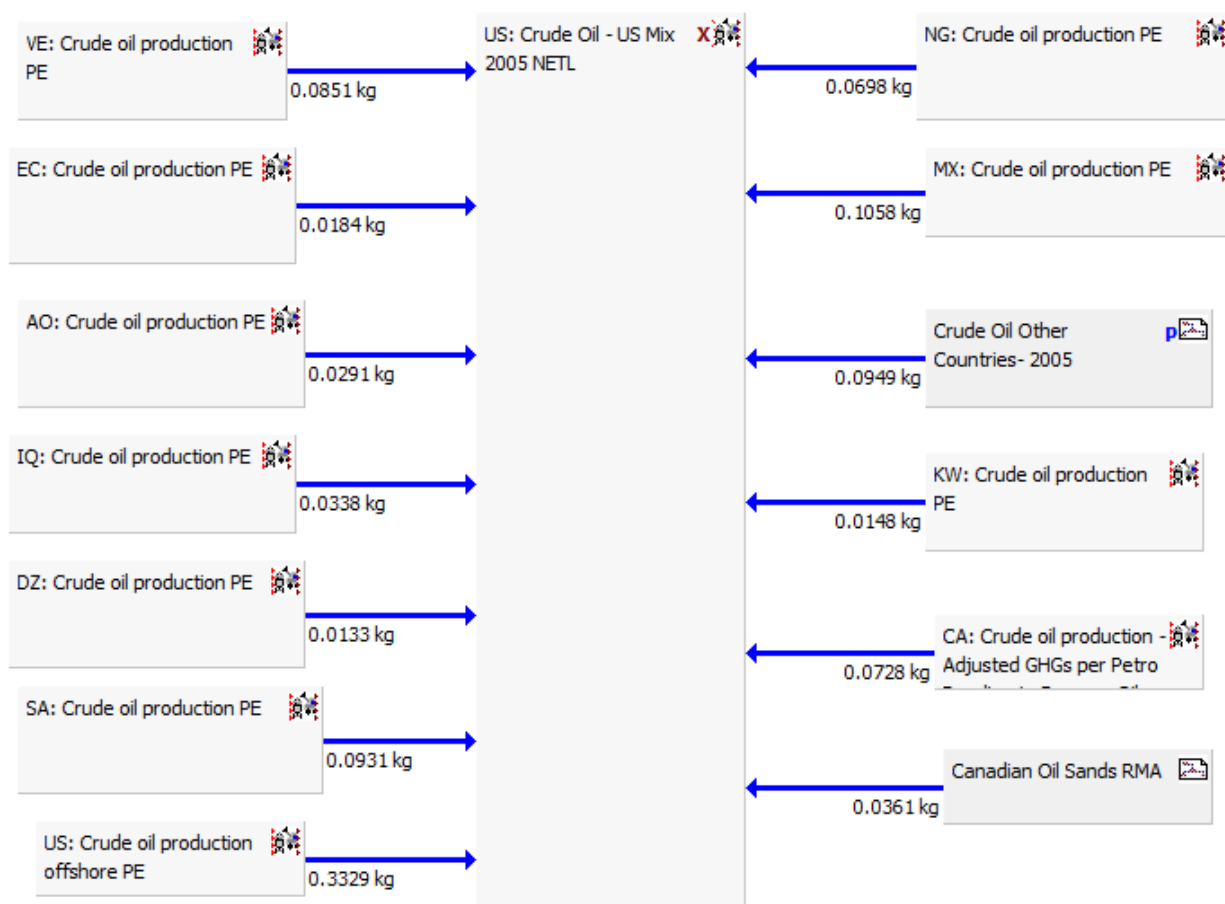 VE: Crude oil production
PE
0.0851 kg
EC: Crude oil production PE
0.0184 kg
AO: Crude oil production PE
0.0291 kg
IQ: Crude oil production PE
0.0338 kg
DZ: Crude oil production PE
0.0133 kg
SA: Crude oil production PE
0.0931 kg
US: Crude oil production
offshore PE
0.3329 kg
US: Crude Oil - US Mix
X
2005 NETL
NG: Crude oil production PE
0.0698 kg
MX: Crude oil production PE
0.1058 kg
Crude Oil Other
p
Countries- 2005
0.0949 kg
KW: Crude oil production
PE
0.0148 kg
CA: Crude oil production -
Adjusted GHGs per Petro
0.0728 kg
Canadian Oil Sands RMA
0.0361 kg